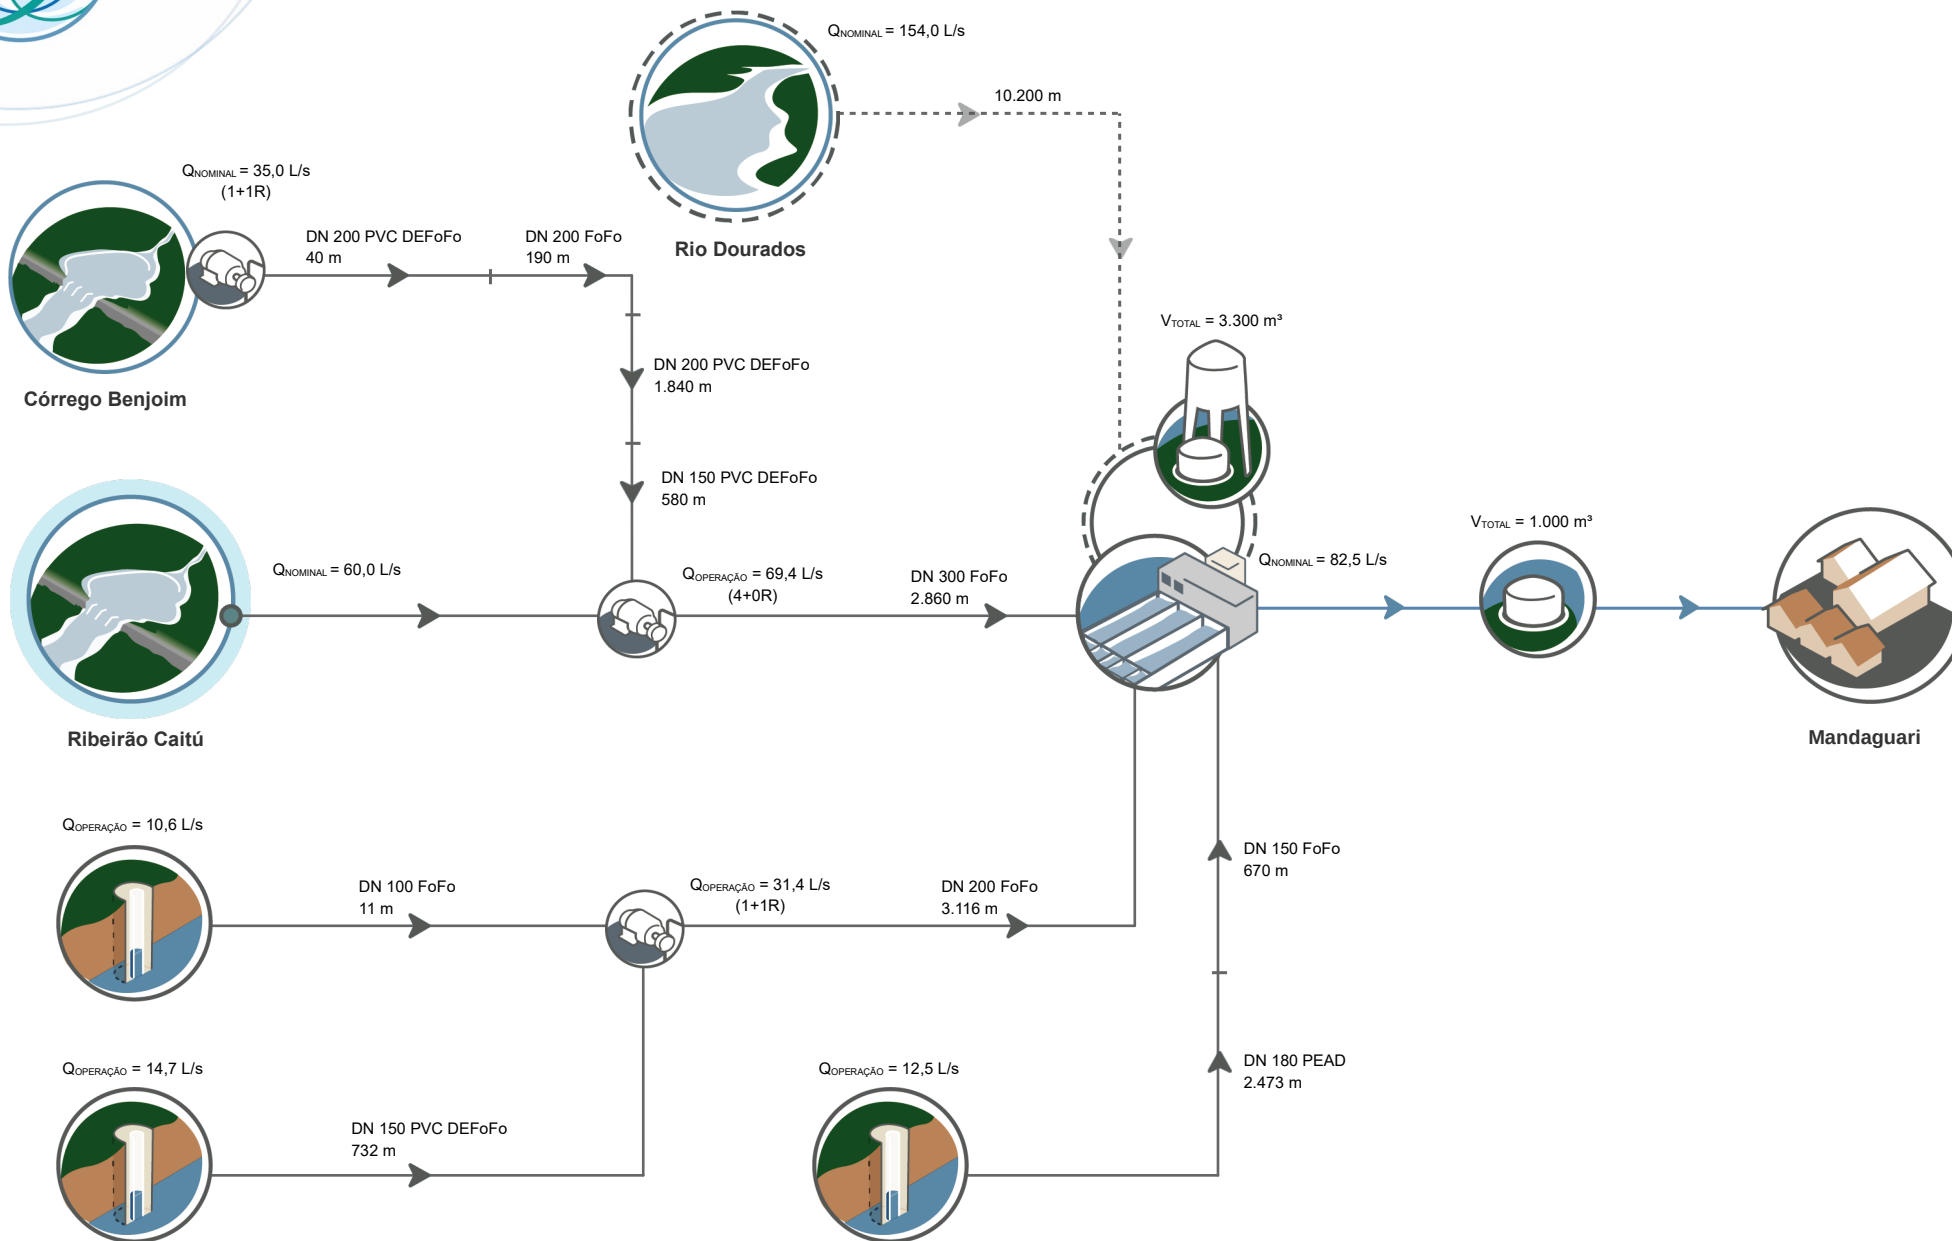 QNOMINAL = 154,0 L/s
10.200 m
Rio Dourados
QNOMINAL = 35,0 L/s
(1+1R)
DN 200 PVC DEFoFo
40 m
DN 200 FoFo
190 m
Córrego Benjoim
DN 200 PVC DEFoFo
1.840 m
DN 150 PVC DEFoFo
580 m
VTOTAL = 3.300 m³
QNOMINAL = 60,0 L/s
QOPERAÇÃO = 69,4 L/s
(4+0R)
DN 300 FoFo
2.860 m
QNOMINAL = 82,5 L/s
VTOTAL = 1.000 m³
Ribeirão Caitú
Mandaguari
QOPERAÇÃO = 10,6 L/s
DN 100 FoFo
11 m
QOPERAÇÃO = 31,4 L/s
(1+1R)
DN 200 FoFo
3.116 m
DN 150 FoFo
670 m
QOPERAÇÃO = 14,7 L/s
DN 150 PVC DEFoFo
732 m
QOPERAÇÃO = 12,5 L/s
DN 180 PEAD
2.473 m